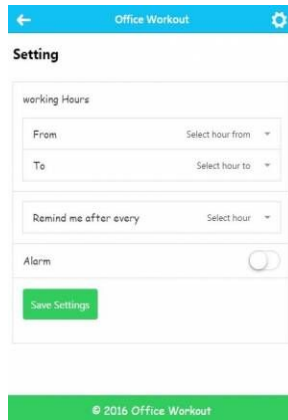 Office Workout
Setting
working Hours
From Select hour from
To Select hour to
Remind me after every Select hour
Alarm
Save Settings
© 2016 Office Workout